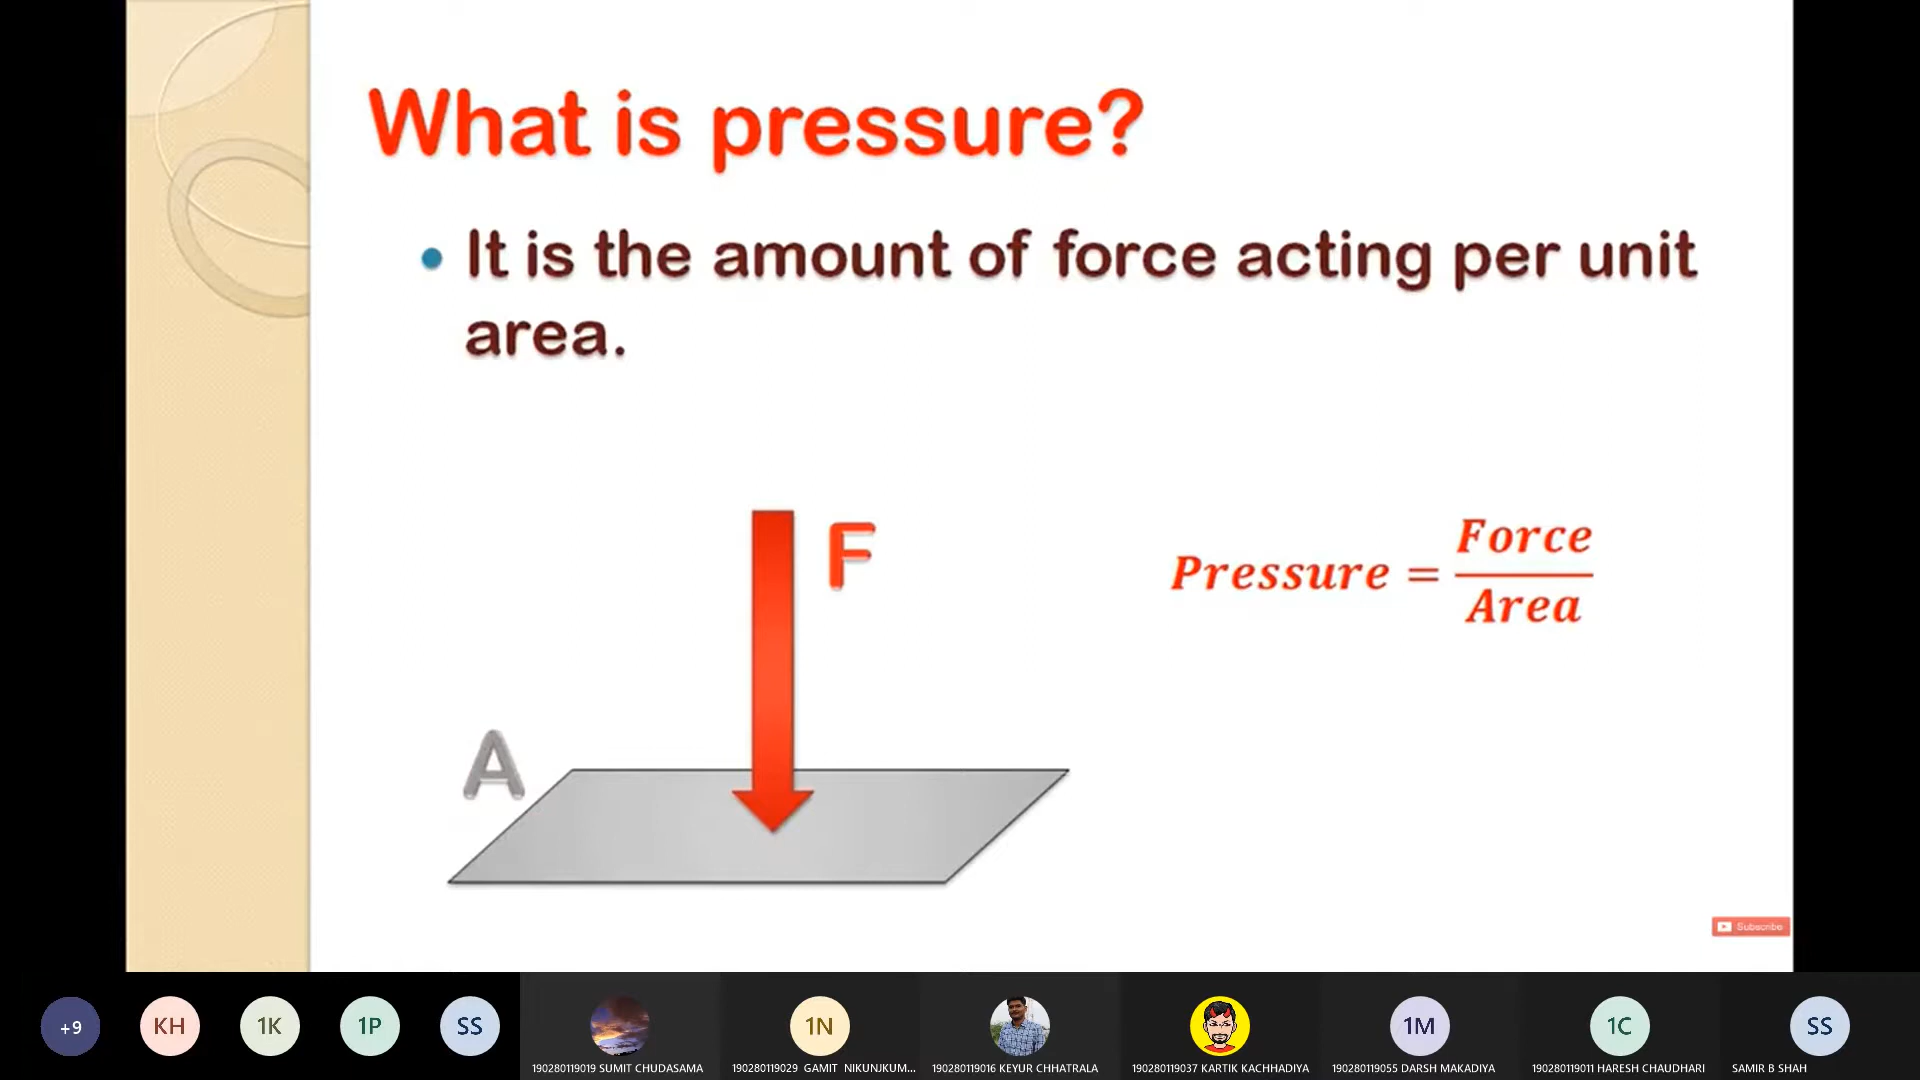 What is pressure?
• It is the amount of force acting per unit
area.
F
Pressure = Force
Area
A
Subscribe
+9
KH
1K
1P
SS
1N
1M
1C
SS
190280119019 SUMIT CHUDASAMA
190280119029 GAMIT NIKUNJKUM...
190280119016 KEYUR CHHATRALA
190280119037 KARTIK KACHHADIYA
190280119055 DARSH MAKADIYA
190280119011 HARESH CHAUDHARI
SAMIR B SHAH